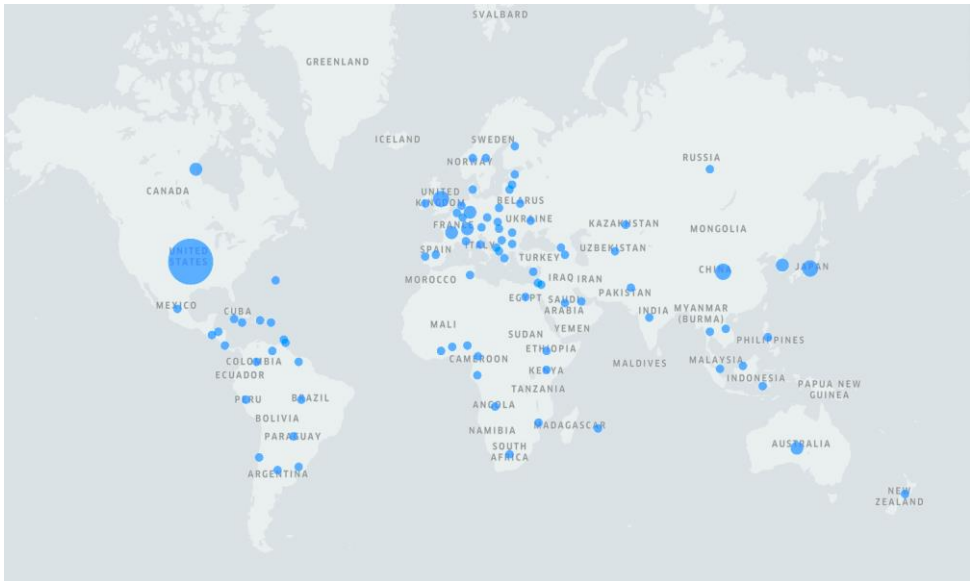 SVALBARD
GREENLAND
ICELAND
SWEDEN
NORWAY
RUSSIA
CANADA
UNITED
KINGDOM
BELARUS
UKRAINE
FRANCE
KAZAKHSTAN
MONGOLIA
UNITED
STATES
SPAIN
ITALY
TURKEY
UZBEKISTAN
CHINA
JAPAN
MOROCCO
IRAQ
IRAN
PAKISTAN
MEXICO
CUBA
EGYPT
SAUDI
ARABIA
INDIA
MYANMAR
(BURMA)
MALI
SUDAN
YEMEN
PHILIPPINES
COLOMBIA
CAMEROON
ETHIOPIA
MALDIVES
MALAYSIA
ECUADOR
KENYA
INDONESIA
TANZANIA
PAPUA NEW
GUINEA
PERU
BRAZIL
ANGOLA
BOLIVIA
NAMIBIA
MADAGASCAR
PARAGUAY
SOUTH
AFRICA
AUSTRALIA
ARGENTINA
NEW
ZEALAND